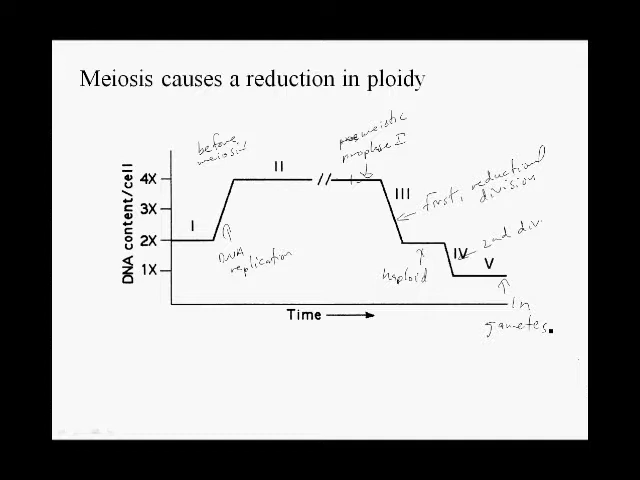 Meiosis causes a reduction in ploidy
before
meiosis
meiotic
prophase I
first, reductional
division
DNA content/cell
4X
3X
2X
1X
I
II
III
IV
V
DNA
replication
haploid
2nd div.
1n
gametes.
Time